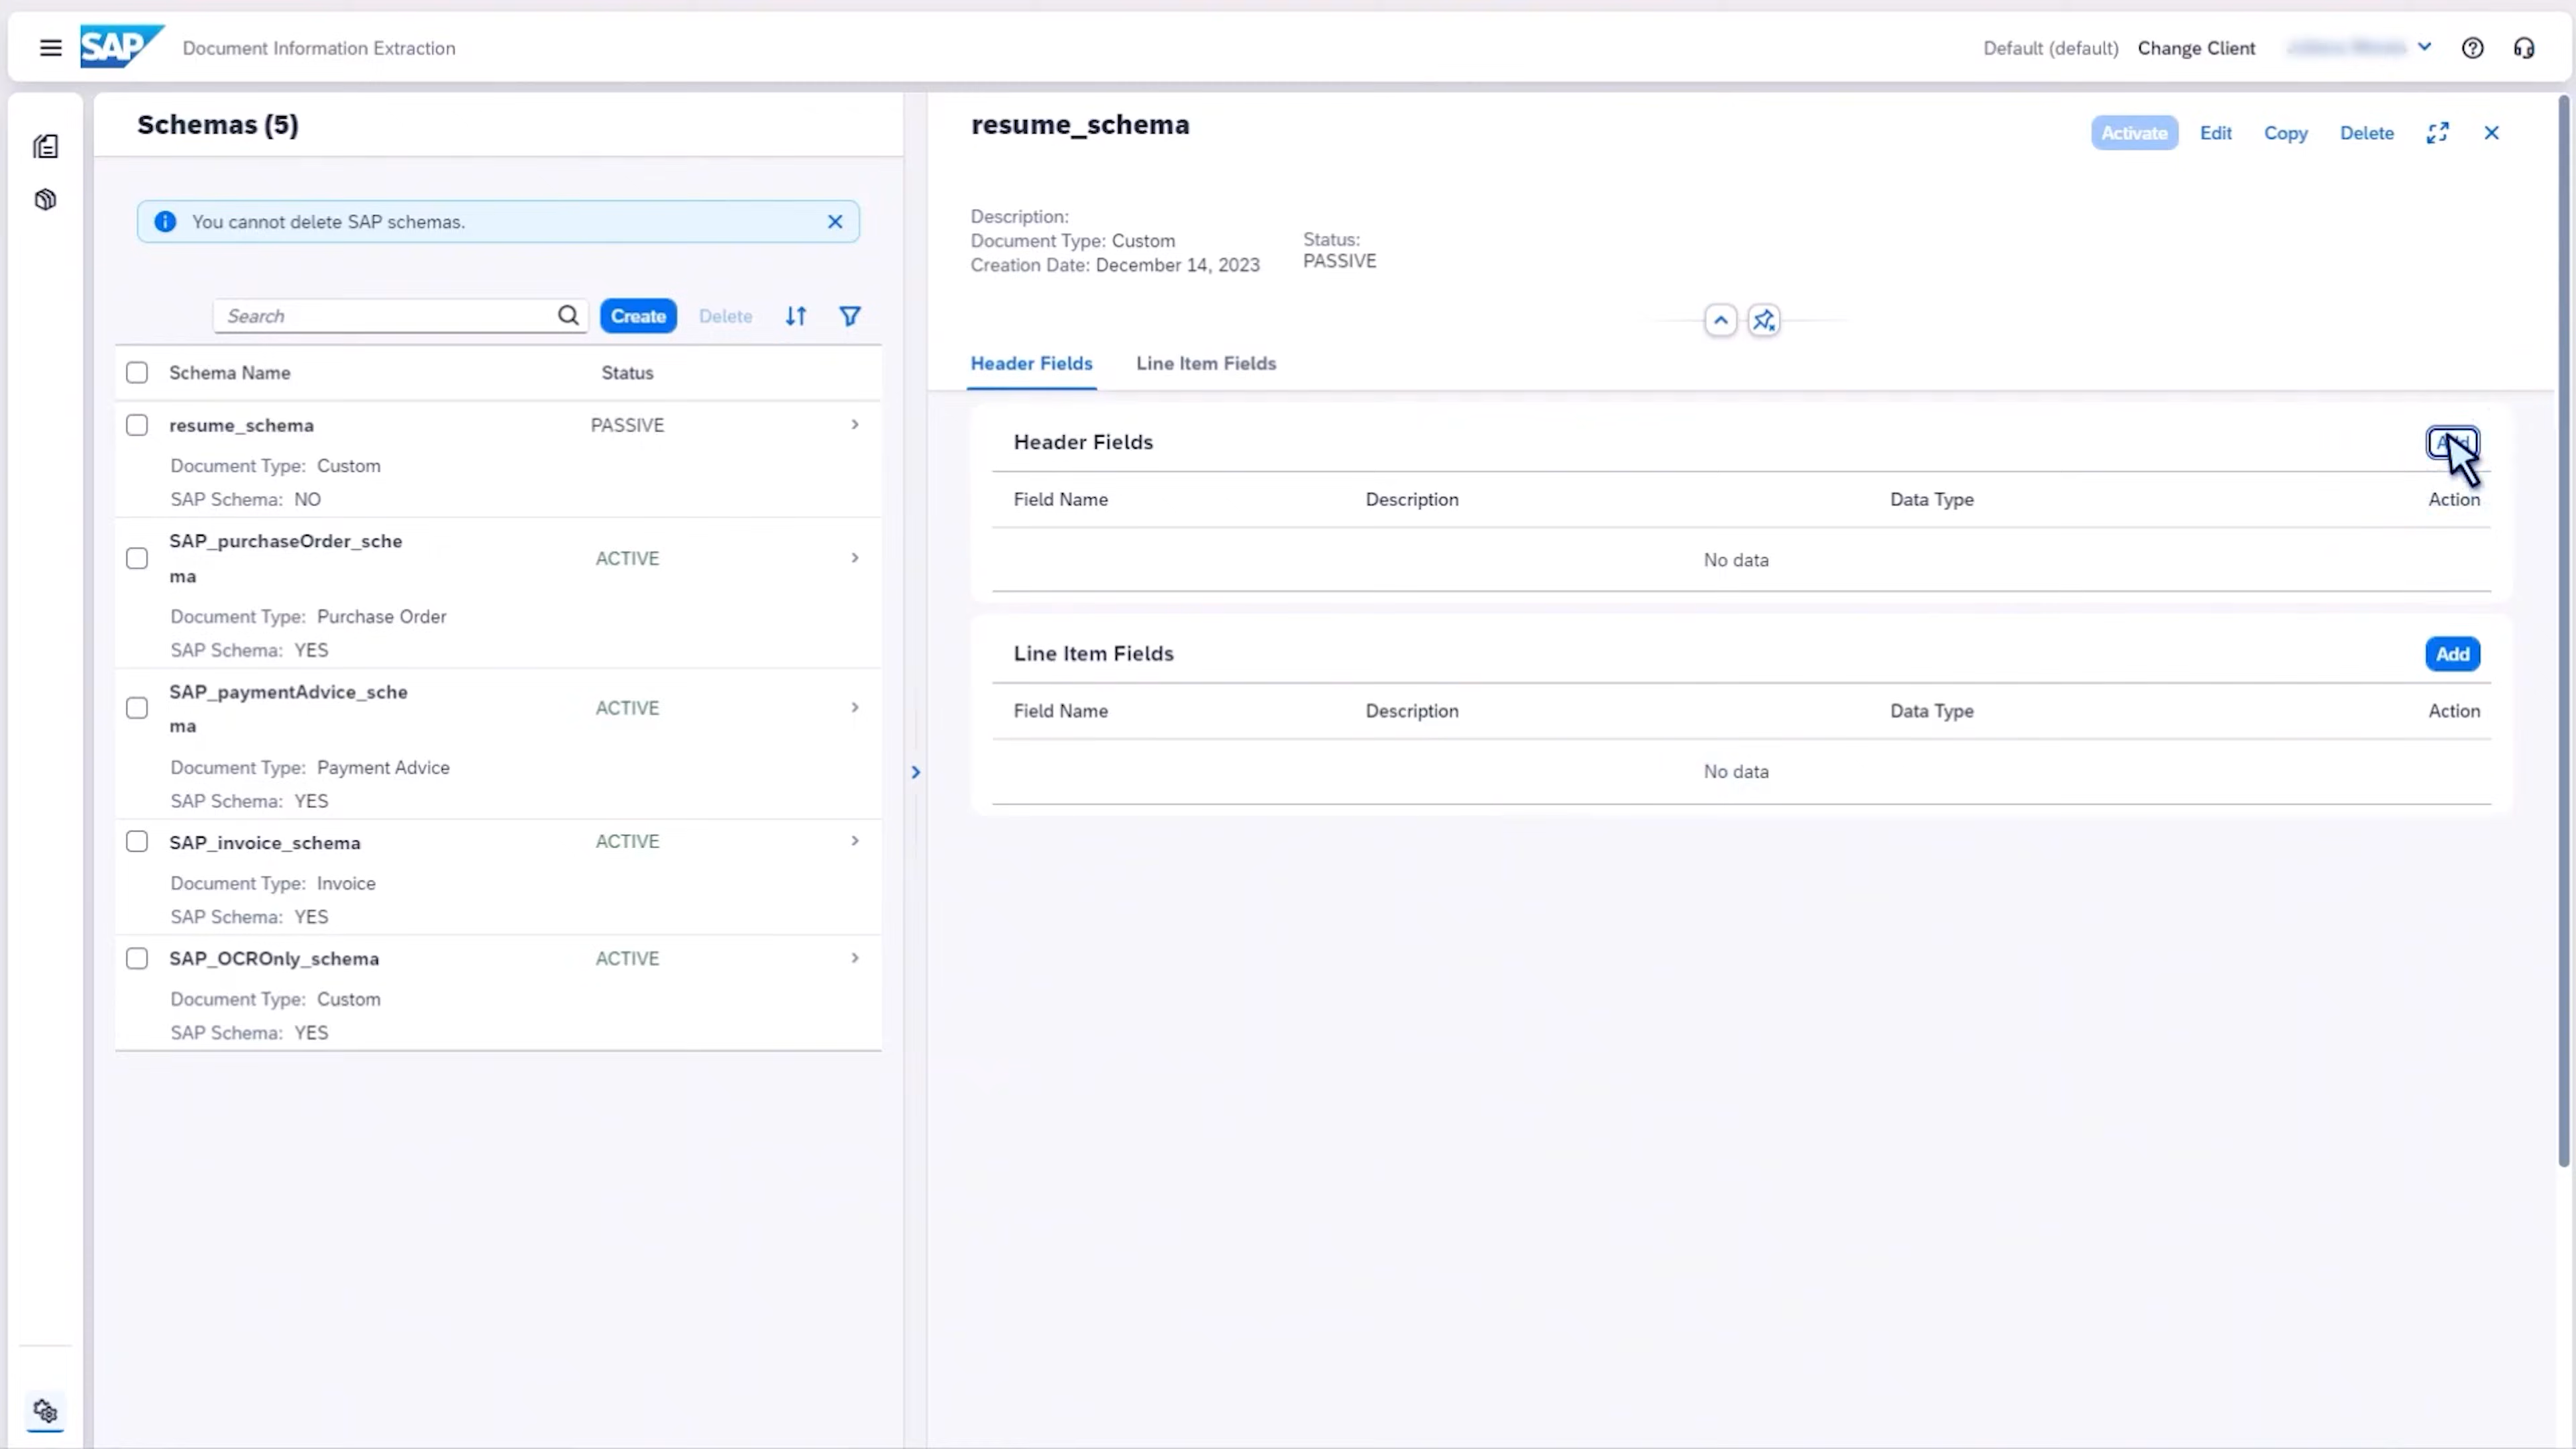 SAP Document Information Extraction
Default (default) Change Client
Schemas (5)
You cannot delete SAP schemas.
Search Create Delete
Schema Name Status
resume_schema PASSIVE
Document Type: Custom
SAP Schema: NO
SAP_purchaseOrder_sche
ma
ACTIVE
Document Type: Purchase Order
SAP Schema: YES
SAP_paymentAdvice_sche
ma
ACTIVE
Document Type: Payment Advice
SAP Schema: YES
SAP_invoice_schema ACTIVE
Document Type: Invoice
SAP Schema: YES
SAP_OCROnly_schema ACTIVE
Document Type: Custom
SAP Schema: YES
resume_schema
Activate Edit Copy Delete
Description:
Document Type: Custom
Creation Date: December 14, 2023
Status:
PASSIVE
Header Fields Line Item Fields
Header Fields
Field Name Description Data Type Action
No data
Line Item Fields Add
Field Name Description Data Type Action
No data